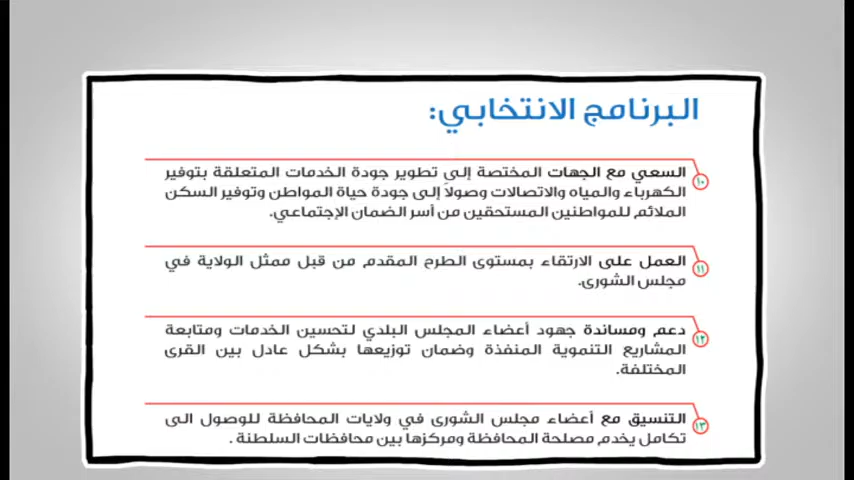 البرنامج الانتخابي:
١٠
السعي مع الجهات المختصة إلى تطوير جودة الخدمات المتعلقة بتوفير
الكهرباء والمياه والاتصالات وصولاً إلى جودة حياة المواطن وتوفير السكن
الملائم للمواطنين المستحقين من أسر الضمان الإجتماعي.
١١
العمل على الارتقاء بمستوى الطرح المقدم من قبل ممثل الولاية في
مجلس الشورى.
١٢
دعم ومساندة جهود أعضاء المجلس البلدي لتحسين الخدمات ومتابعة
المشاريع التنموية المنفذة وضمان توزيعها بشكل عادل بين القرى
المختلفة.
١٣
التنسيق مع أعضاء مجلس الشورى في ولايات المحافظة للوصول الى
تكامل يخدم مصلحة المحافظة ومركزها بين محافظات السلطنة .